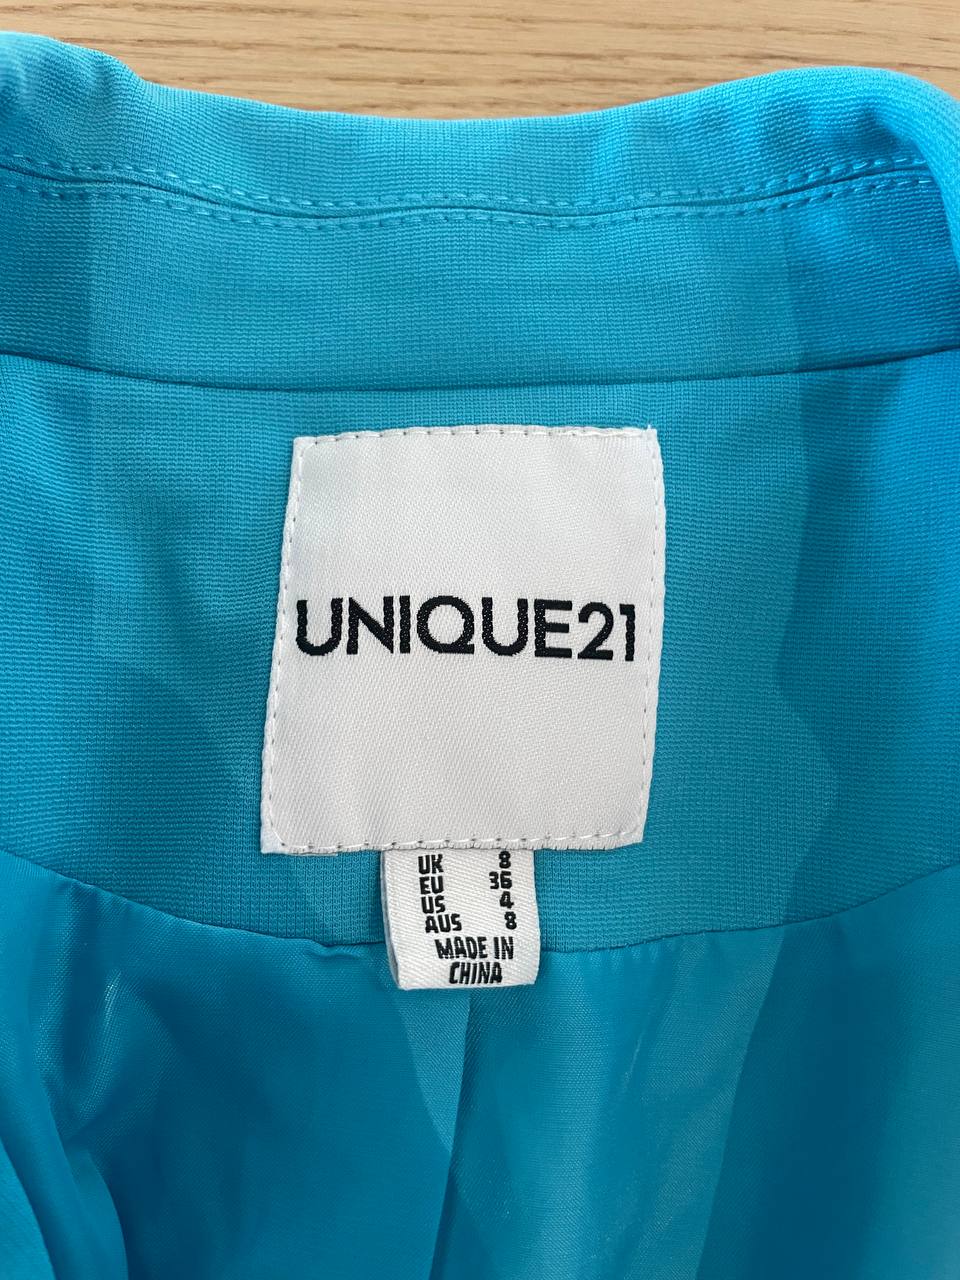 UNIQUE21
UK 8
EU 36
US 4
AUS 8
MADE IN
CHINA